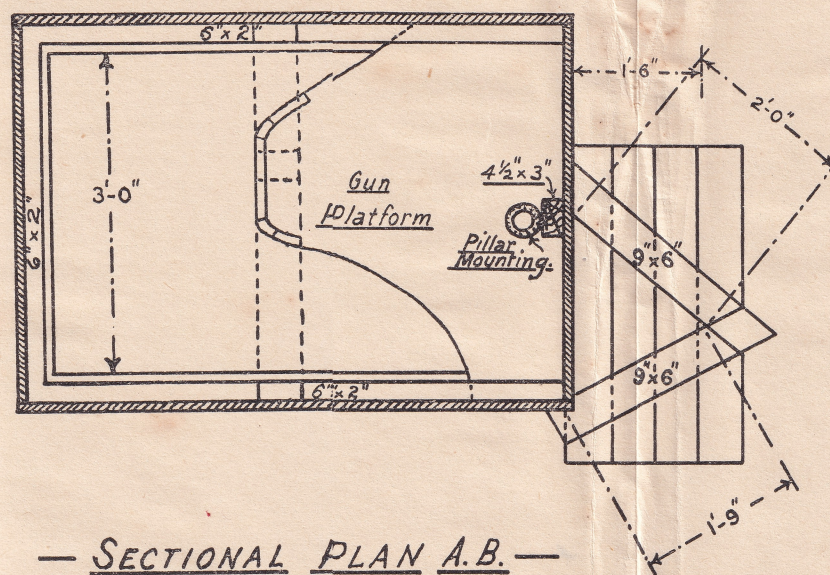 6" x 2"
1'-6"
2'-0"
3'-0"
4½" x 3"
Gun
Platform
6" x 2"
Pillar
Mounting.
9" x 6"
9" x 6"
6" x 2"
1'-9"
— SECTIONAL PLAN A.B. —